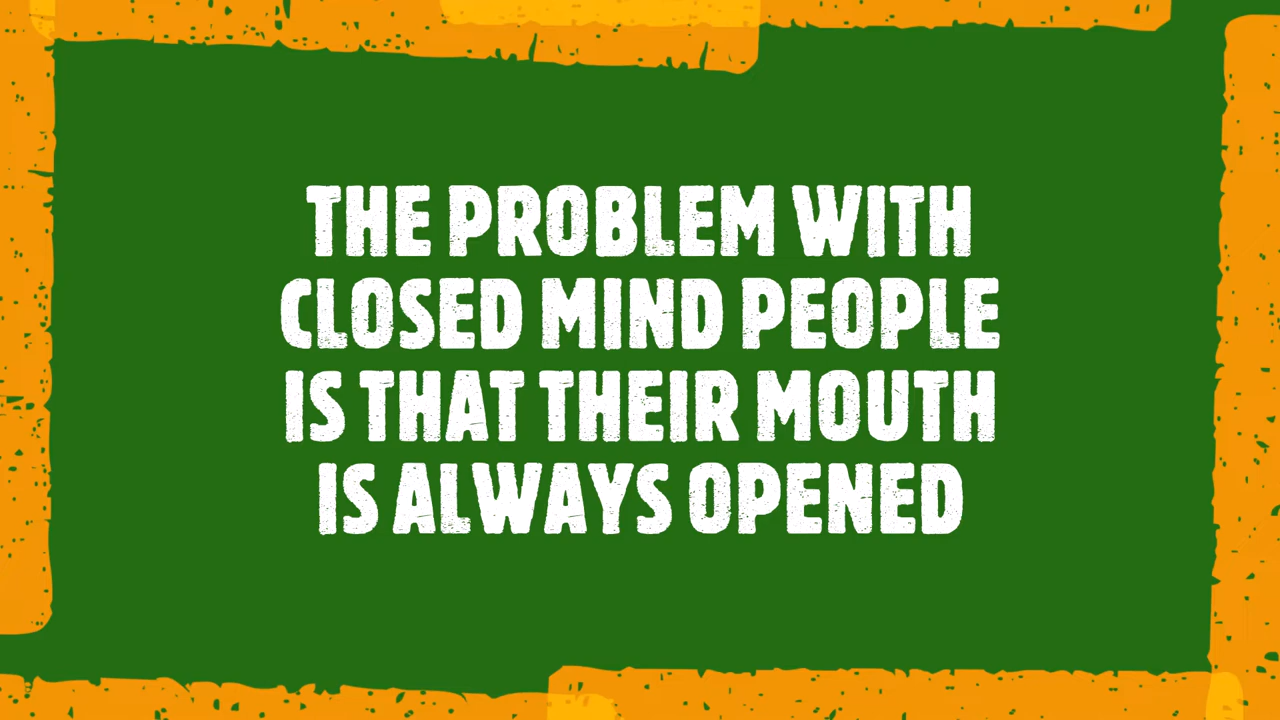 THE PROBLEM WITH
CLOSED MIND PEOPLE
IS THAT THEIR MOUTH
IS ALWAYS OPENED